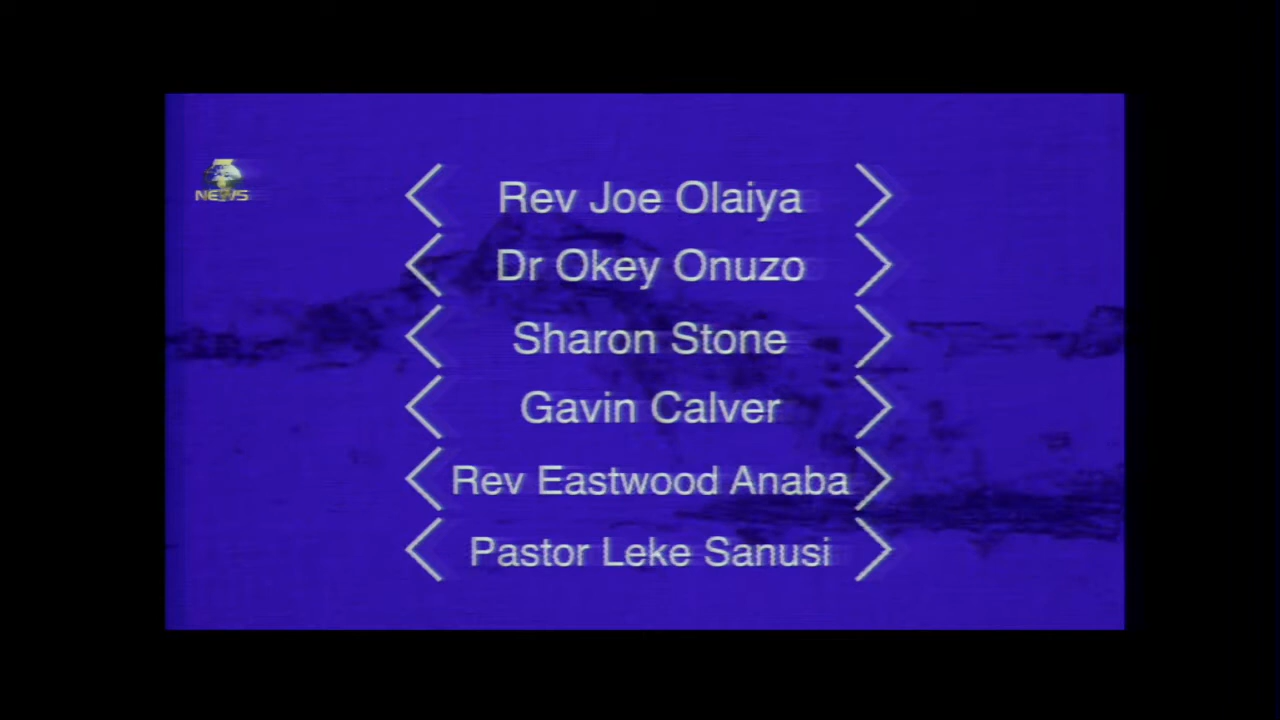 NEWS
Rev Joe Olaiya
Dr Okey Onuzo
Sharon Stone
Gavin Calver
Rev Eastwood Anaba
Pastor Leke Sanusi